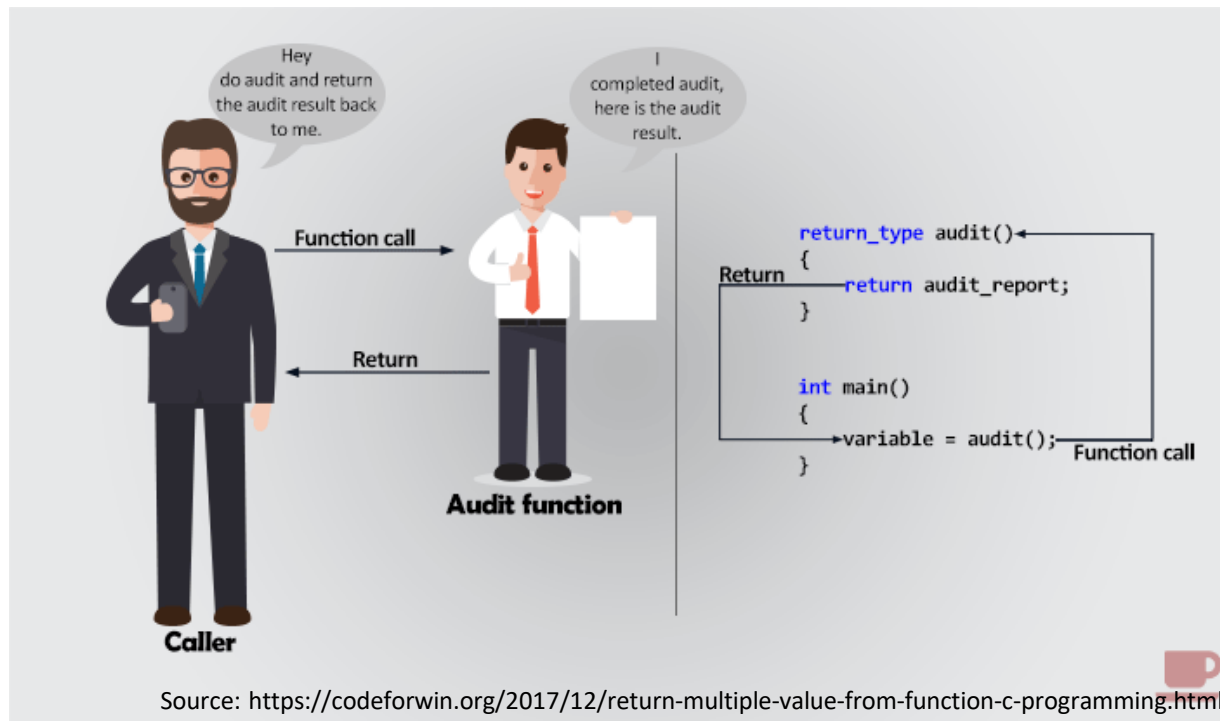 Hey
do audit and return
the audit result back
to me.
I
completed audit,
here is the audit
result.
Function call
Return
Audit function
Caller
return_type audit()
{
Return
return audit_report;
}
int main()
{
variable = audit();
Function call
}
Source: https://codeforwin.org/2017/12/return-multiple-value-from-function-c-programming.html